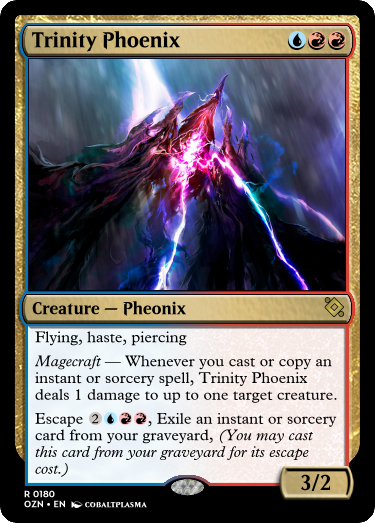 Trinity Phoenix
Creature — Pheonix
Flying, haste, piercing
Magecraft — Whenever you cast or copy an
instant or sorcery spell, Trinity Phoenix
deals 1 damage to up to one target creature.
Escape 2, Exile an instant or sorcery
card from your graveyard, (You may cast
this card from your graveyard for its escape
cost.)
3/2
R 0180
OZN • EN COBALTPLASMA